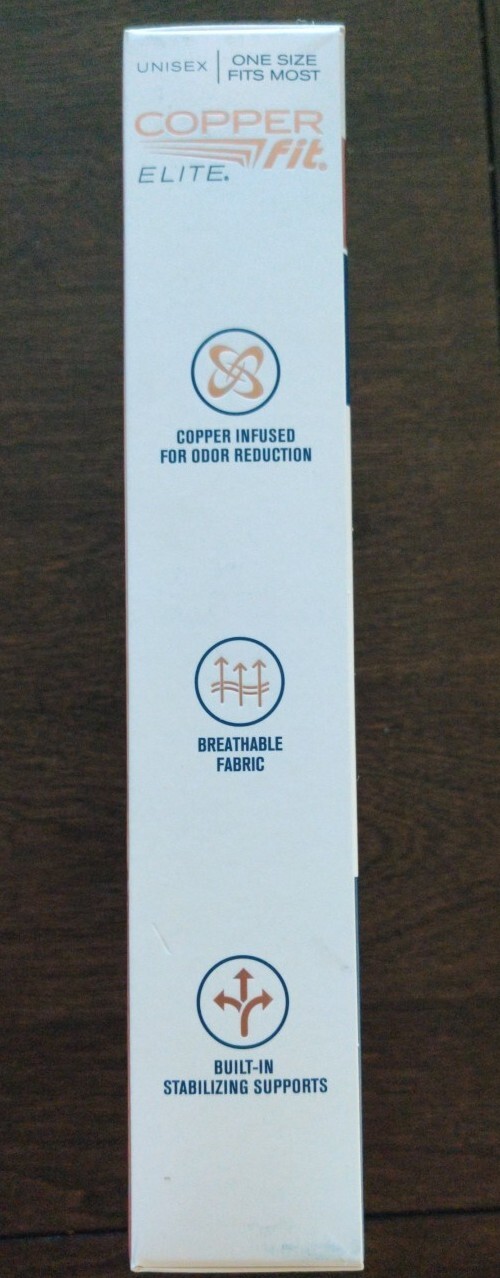 UNISEX
ONE SIZE
FITS MOST
COPPER
Fit®
ELITE®
COPPER INFUSED
FOR ODOR REDUCTION
BREATHABLE
FABRIC
BUILT-IN
STABILIZING SUPPORTS